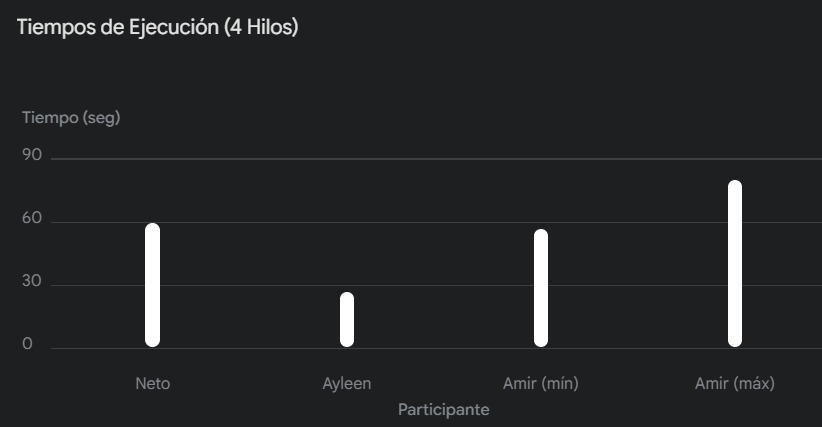 Tiempos de Ejecución (4 Hilos)
Tiempo (seg)
90
60
30
0
Neto Ayleen Amir (mín) Amir (máx)
Participante